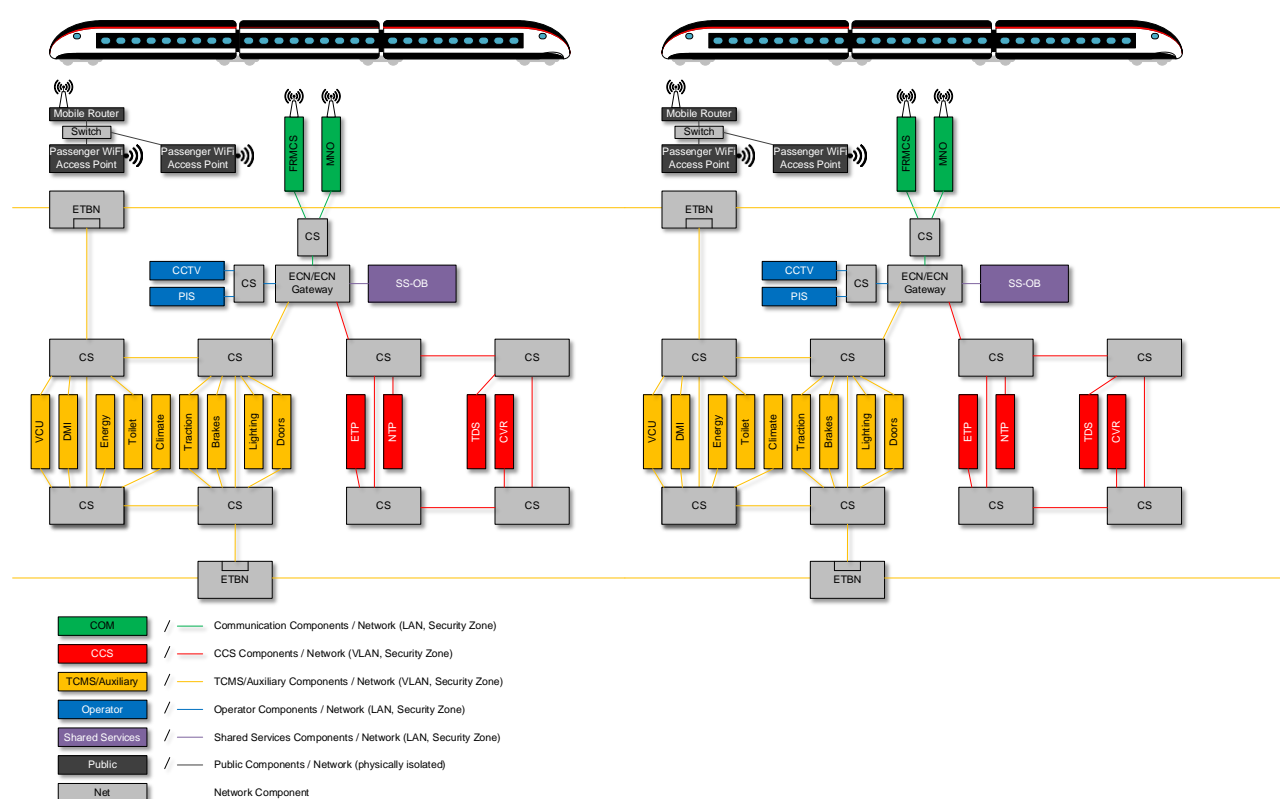 Mobile Router
Switch
Passenger WiFi
Access Point
Passenger WiFi
Access Point
FRMCS
MNO
Mobile Router
Switch
Passenger WiFi
Access Point
Passenger WiFi
Access Point
FRMCS
MNO
ETBN
CS
ETBN
CS
CCTV
PIS
CS
ECN/ECN
Gateway
SS-OB
CCTV
PIS
CS
ECN/ECN
Gateway
SS-OB
CS
CS
CS
CS
CS
CS
CS
CS
VCU
DMI
Energy
Toilet
Climate
Traction
Brakes
Lighting
Doors
ETP
NTP
TDS
CVR
VCU
DMI
Energy
Toilet
Climate
Traction
Brakes
Lighting
Doors
ETP
NTP
TDS
CVR
CS
CS
CS
CS
CS
CS
CS
CS
ETBN
ETBN
COM / Communication Components / Network (LAN, Security Zone)
CCS / CCS Components / Network (VLAN, Security Zone)
TCMS/Auxiliary / TCMS/Auxiliary Components / Network (VLAN, Security Zone)
Operator / Operator Components / Network (LAN, Security Zone)
Shared Services / Shared Services Components / Network (LAN, Security Zone)
Public / Public Components / Network (physically isolated)
Net Network Component